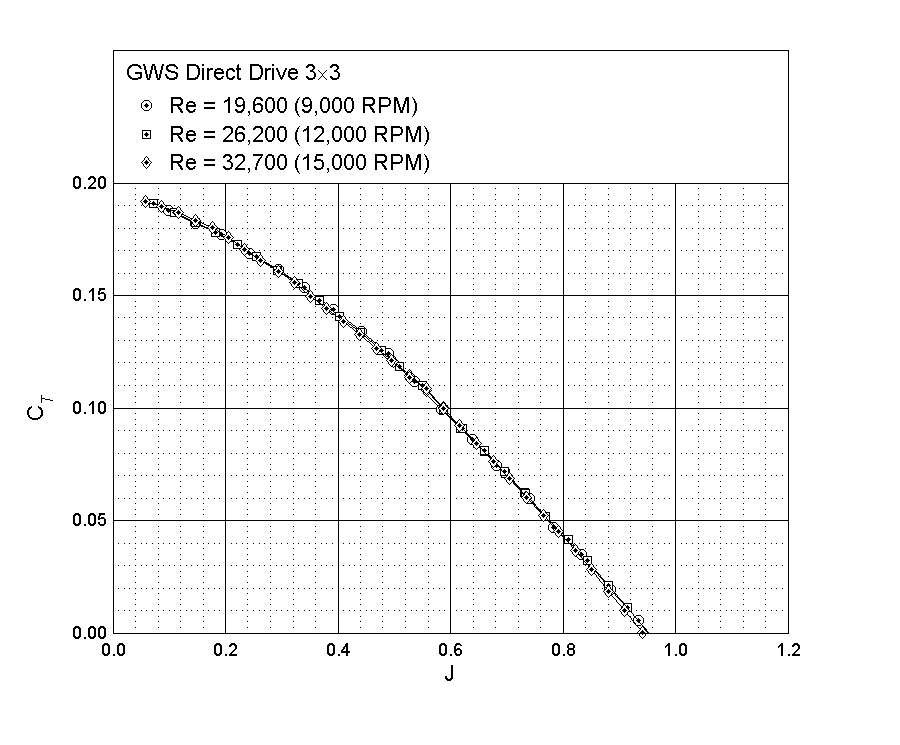 GWS Direct Drive 3×3
Re = 19,600 (9,000 RPM)
Re = 26,200 (12,000 RPM)
Re = 32,700 (15,000 RPM)
0.20
0.15
0.10
0.05
0.00
C_T
0.0 0.2 0.4 0.6 0.8 1.0 1.2
J